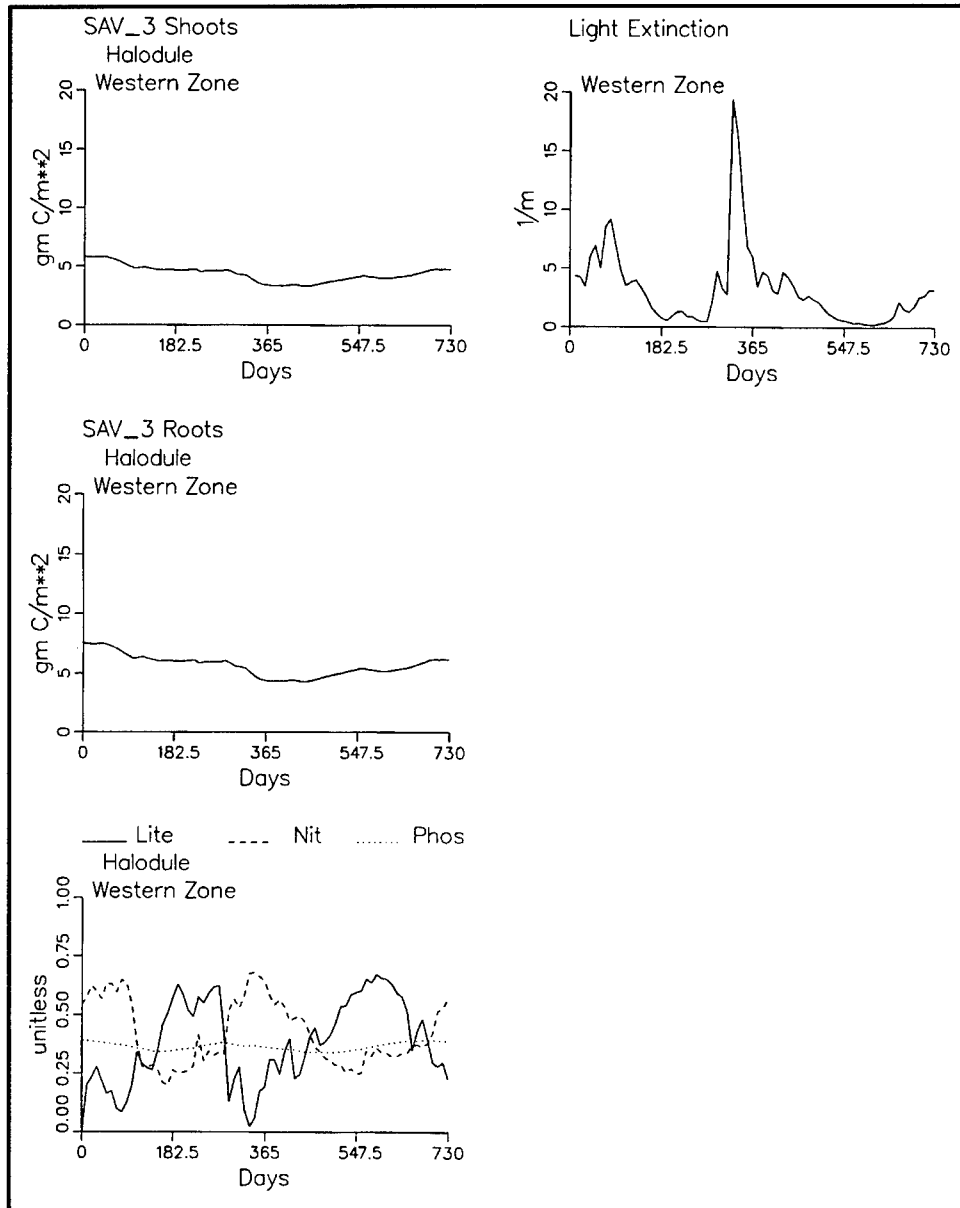 SAV_3 Shoots
Halodule
Western Zone
20
15
10
5
0
gm C/m**2
0 182.5 365 547.5 730
Days
Light Extinction
Western Zone
20
15
10
5
0
1/m
0 182.5 365 547.5 730
Days
SAV_3 Roots
Halodule
Western Zone
20
15
10
5
0
gm C/m**2
0 182.5 365 547.5 730
Days
Lite Nit Phos
Halodule
Western Zone
1.00
0.75
0.50
0.25
0.00
unitless
0 182.5 365 547.5 730
Days